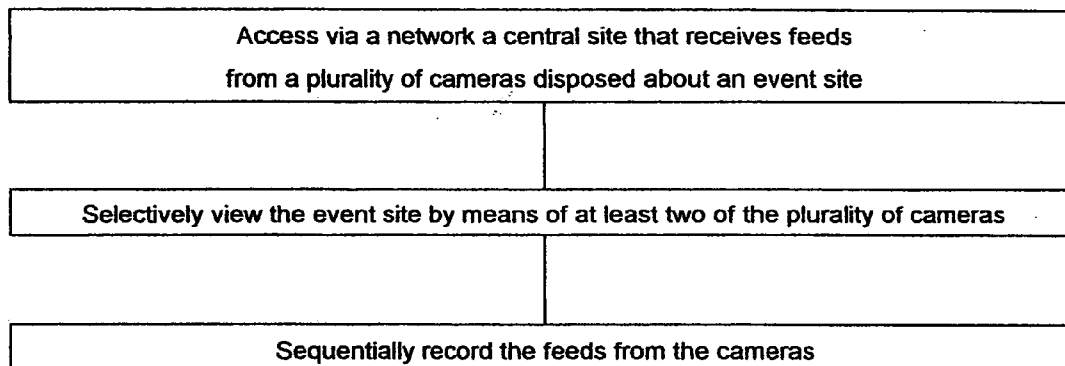 Access via a network a central site that receives feeds
from a plurality of cameras disposed about an event site
Selectively view the event site by means of at least two of the plurality of cameras
Sequentially record the feeds from the cameras